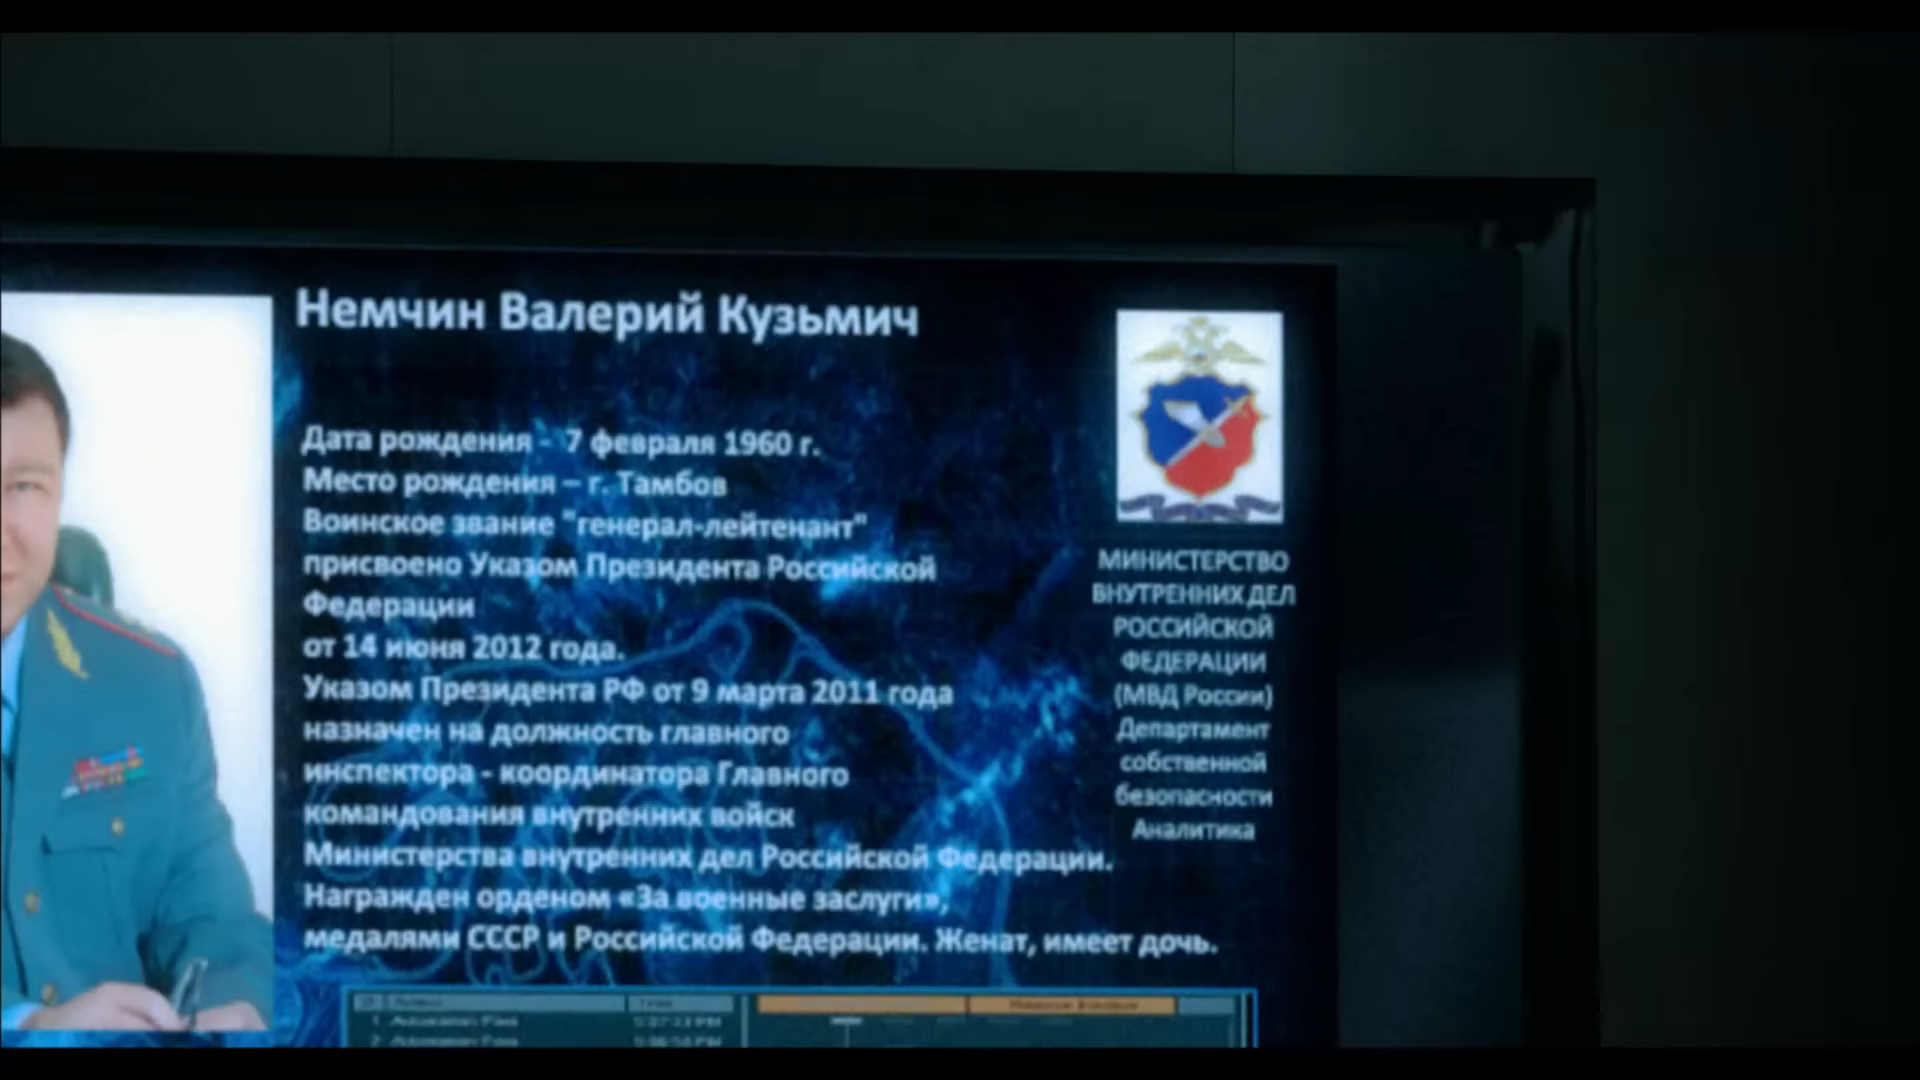 Немчин Валерий Кузьмич
Дата рождения - 7 февраля 1960 г.
Место рождения – г. Тамбов
Воинское звание "генерал-лейтенант"
присвоено Указом Президента Российской
Федерации
от 14 июня 2012 года.
Указом Президента РФ от 9 марта 2011 года
назначен на должность главного
инспектора - координатора Главного
командования внутренних войск
Министерства внутренних дел Российской Федерации.
Награжден орденом «За военные заслуги»,
медалями СССР и Российской Федерации. Женат, имеет дочь.
МИНИСТЕРСТВО
ВНУТРЕННИХ ДЕЛ
РОССИЙСКОЙ
ФЕДЕРАЦИИ
(МВД России)
Департамент
собственной
безопасности
Аналитика